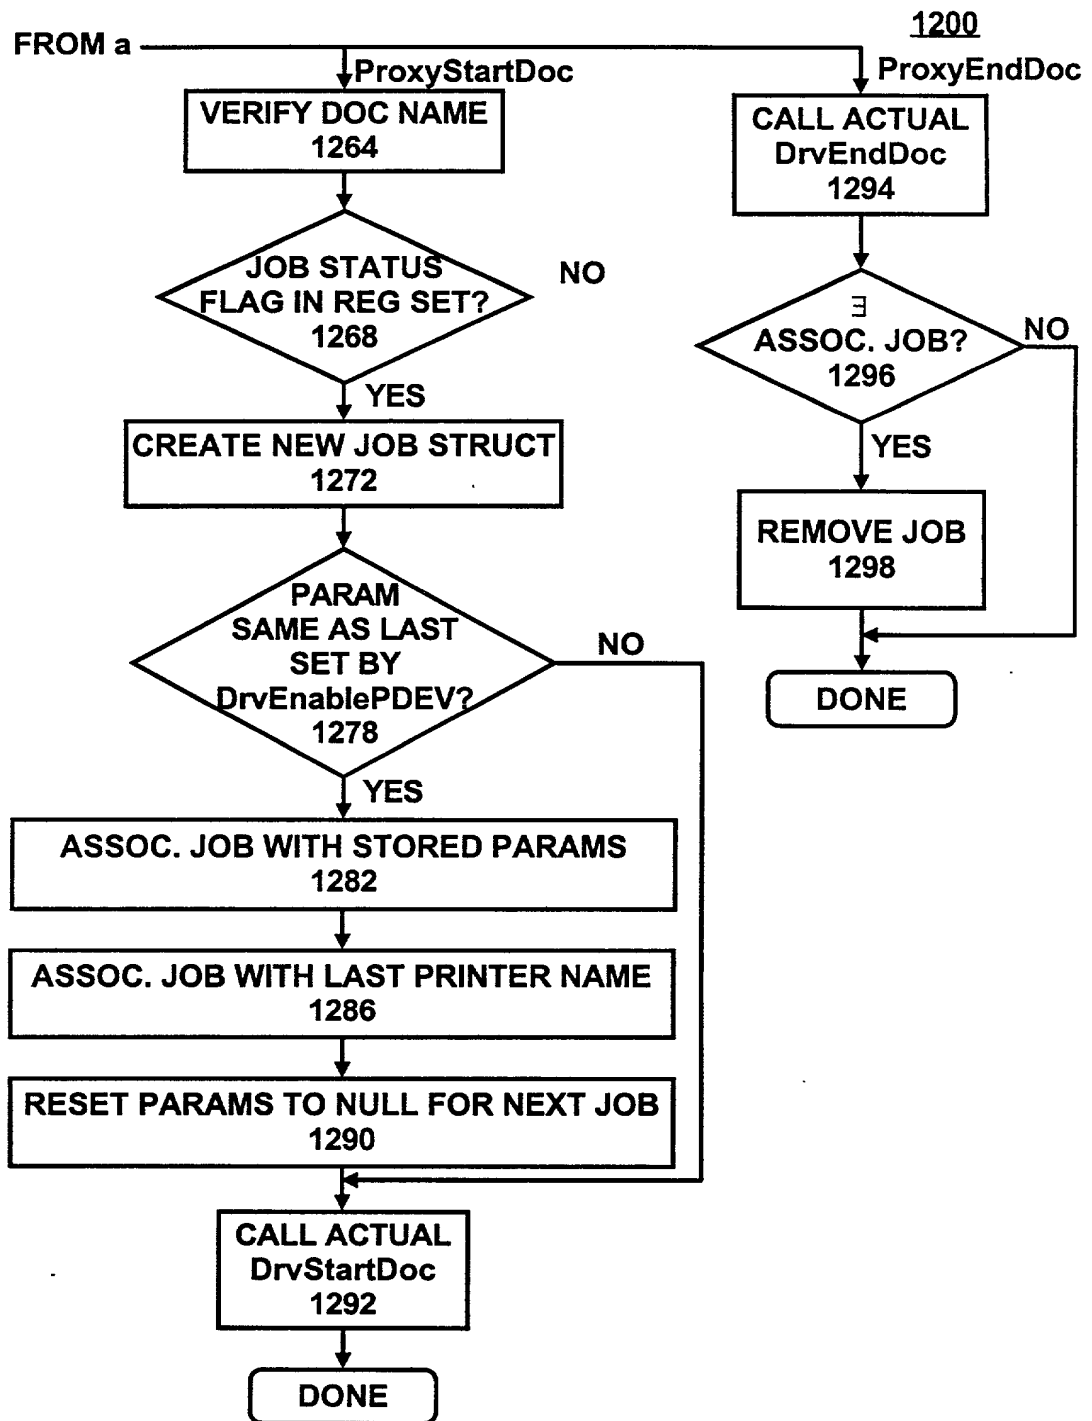 1200
FROM a
ProxyStartDoc
ProxyEndDoc
VERIFY DOC NAME
1264
JOB STATUS
FLAG IN REG SET?
1268
NO
YES
CREATE NEW JOB STRUCT
1272
PARAM
SAME AS LAST
SET BY
DrvEnablePDEV?
1278
NO
YES
ASSOC. JOB WITH STORED PARAMS
1282
ASSOC. JOB WITH LAST PRINTER NAME
1286
RESET PARAMS TO NULL FOR NEXT JOB
1290
CALL ACTUAL
DrvStartDoc
1292
DONE
CALL ACTUAL
DrvEndDoc
1294
∃
ASSOC. JOB?
1296
NO
YES
REMOVE JOB
1298
DONE